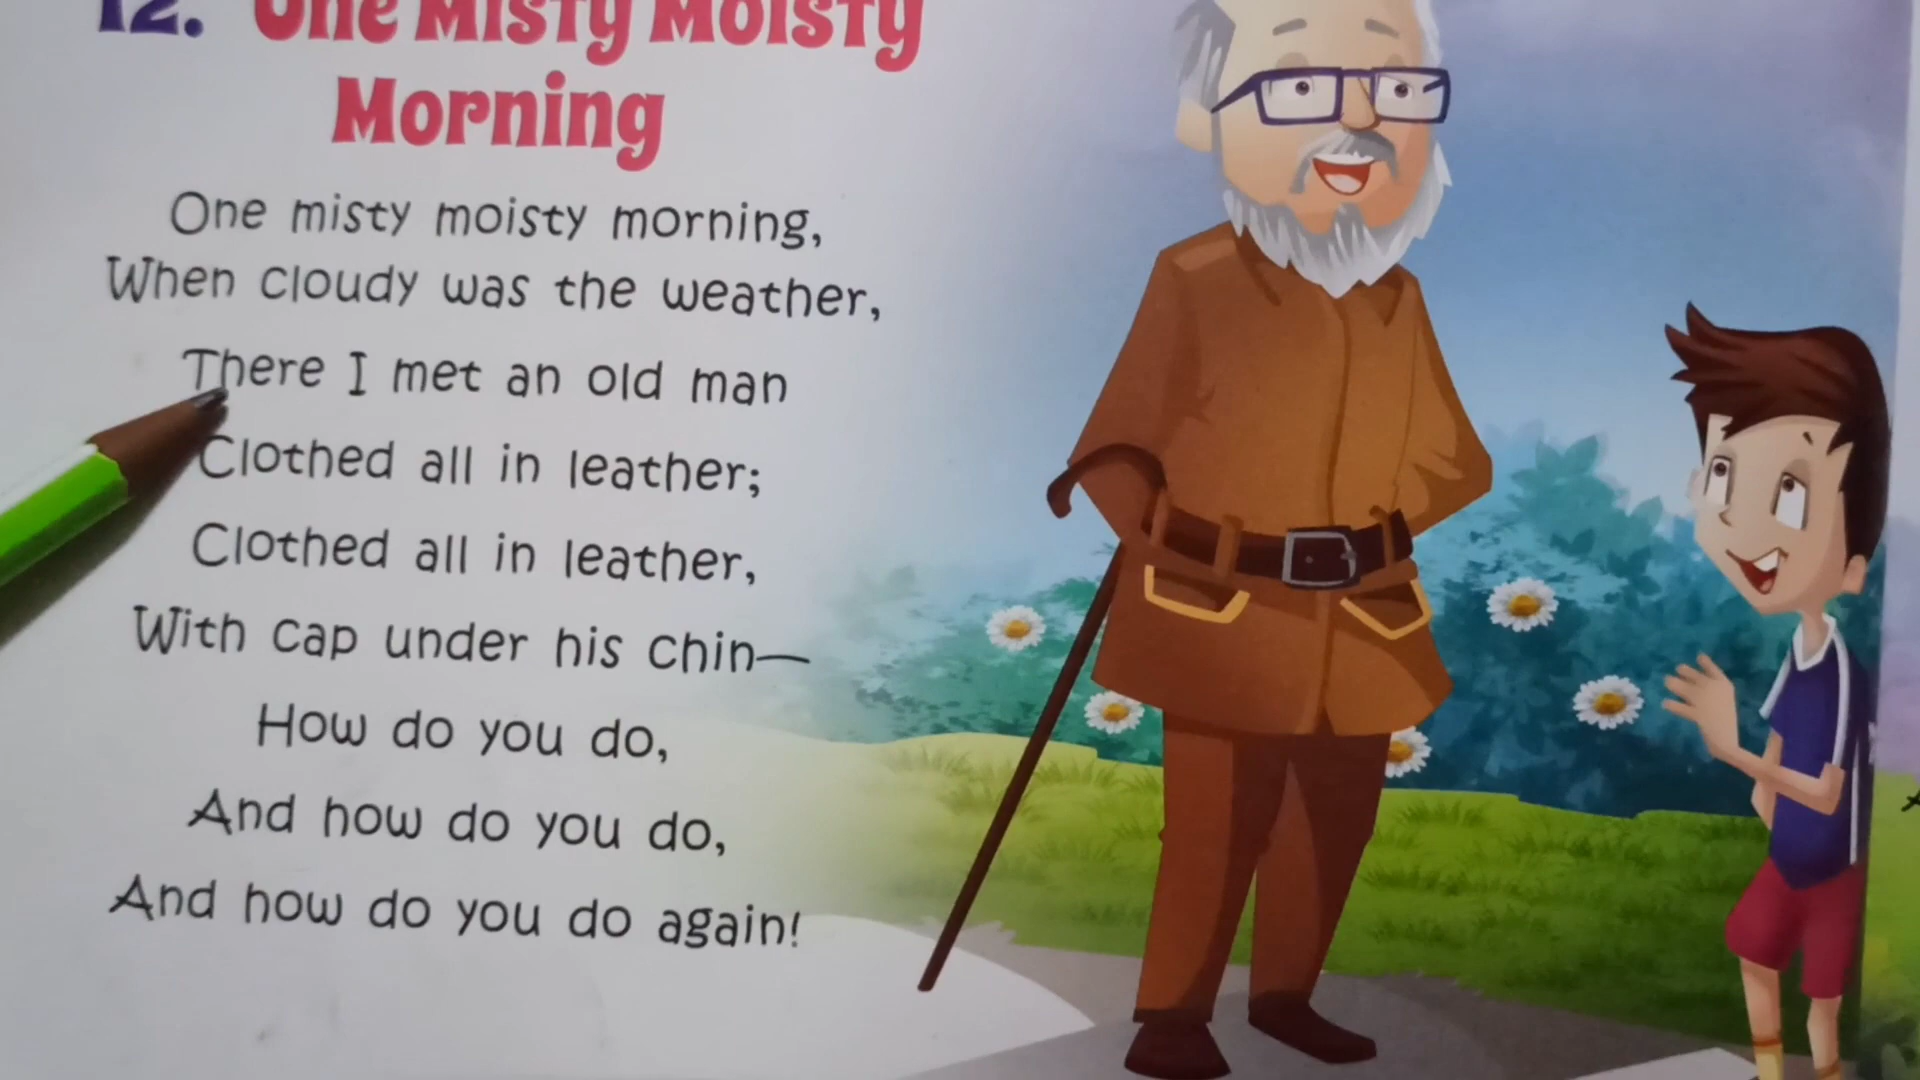 12. One Misty Moisty
Morning
One misty moisty morning,
When cloudy was the weather,
There I met an old man
Clothed all in leather;
Clothed all in leather,
With cap under his chin—
How do you do,
And how do you do,
And how do you do again!